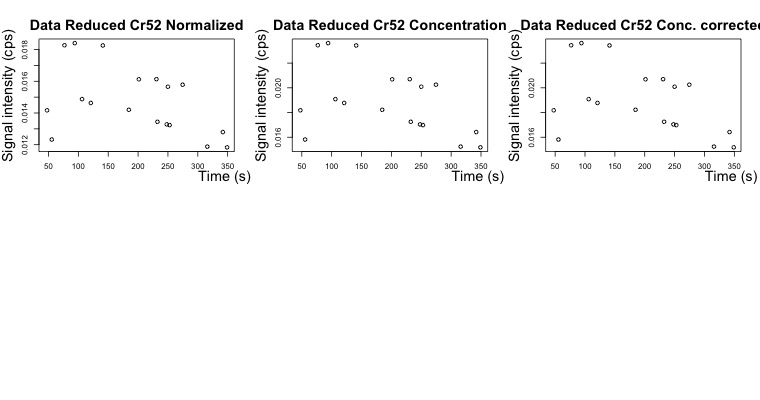 Data Reduced Cr52 Normalized
Signal intensity (cps)
0.012 0.014 0.016 0.018
50 100 150 200 250 300 350
Time (s)
Data Reduced Cr52 Concentration
Signal intensity (cps)
0.016 0.020
50 100 150 200 250 300 350
Time (s)
Data Reduced Cr52 Conc. corrected
Signal intensity (cps)
0.016 0.020
50 100 150 200 250 300 350
Time (s)